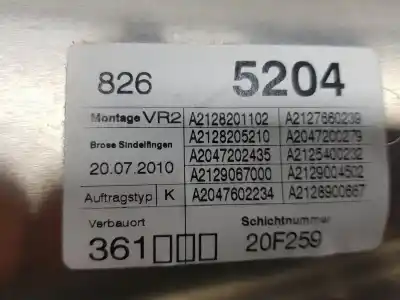 826 5204
Montage VR2 A2128201102 A2127660239
Brose Sindelfingen A2128205210 A2047200279
20.07.2010 A2047202435 A2125400232
A2129067000 A2129004502
Auftragstyp K A2047602234 A2128900667
Verbauort Schichtnummer
361□□□ 20F259